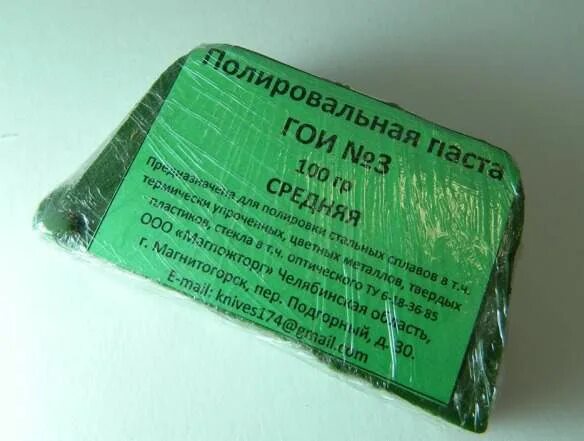 Полировальная паста
ГОИ №3
100 гр
СРЕДНЯЯ
Предназначена для полировки стальных сплавов в т.ч.
термически упроченных, цветных металлов, твердых
пластиков, стекла в т.ч. оптического ТУ 6-18-36-85
ООО «Магпожторг» Челябинская область,
г. Магнитогорск, пер. Подгорный, д. 30.
E-mail: knives174@gmail.com